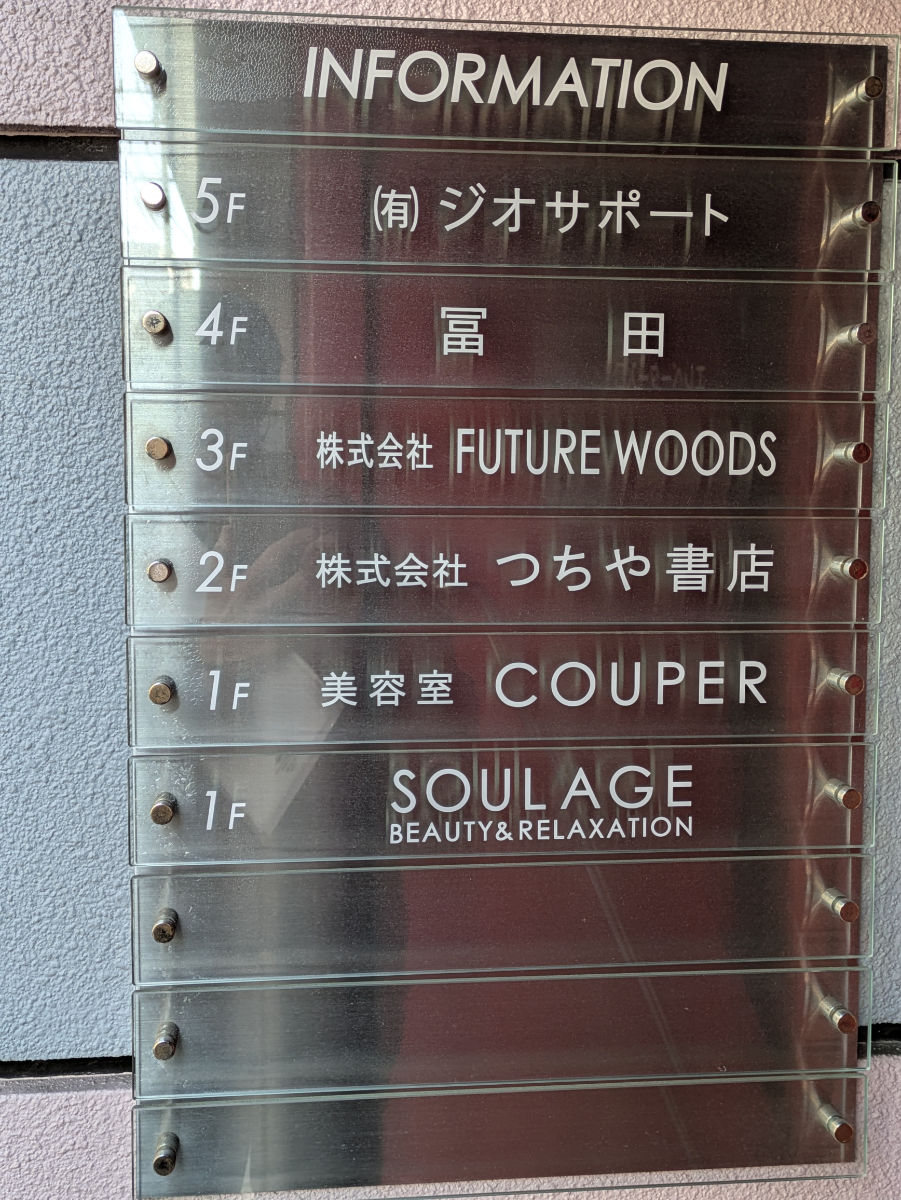 INFORMATION
5F ㈲ ジオサポート
4F 冨 田
3F 株式会社 FUTURE WOODS
2F 株式会社 つちや書店
1F 美容室 COUPER
1F SOULAGE
BEAUTY&RELAXATION